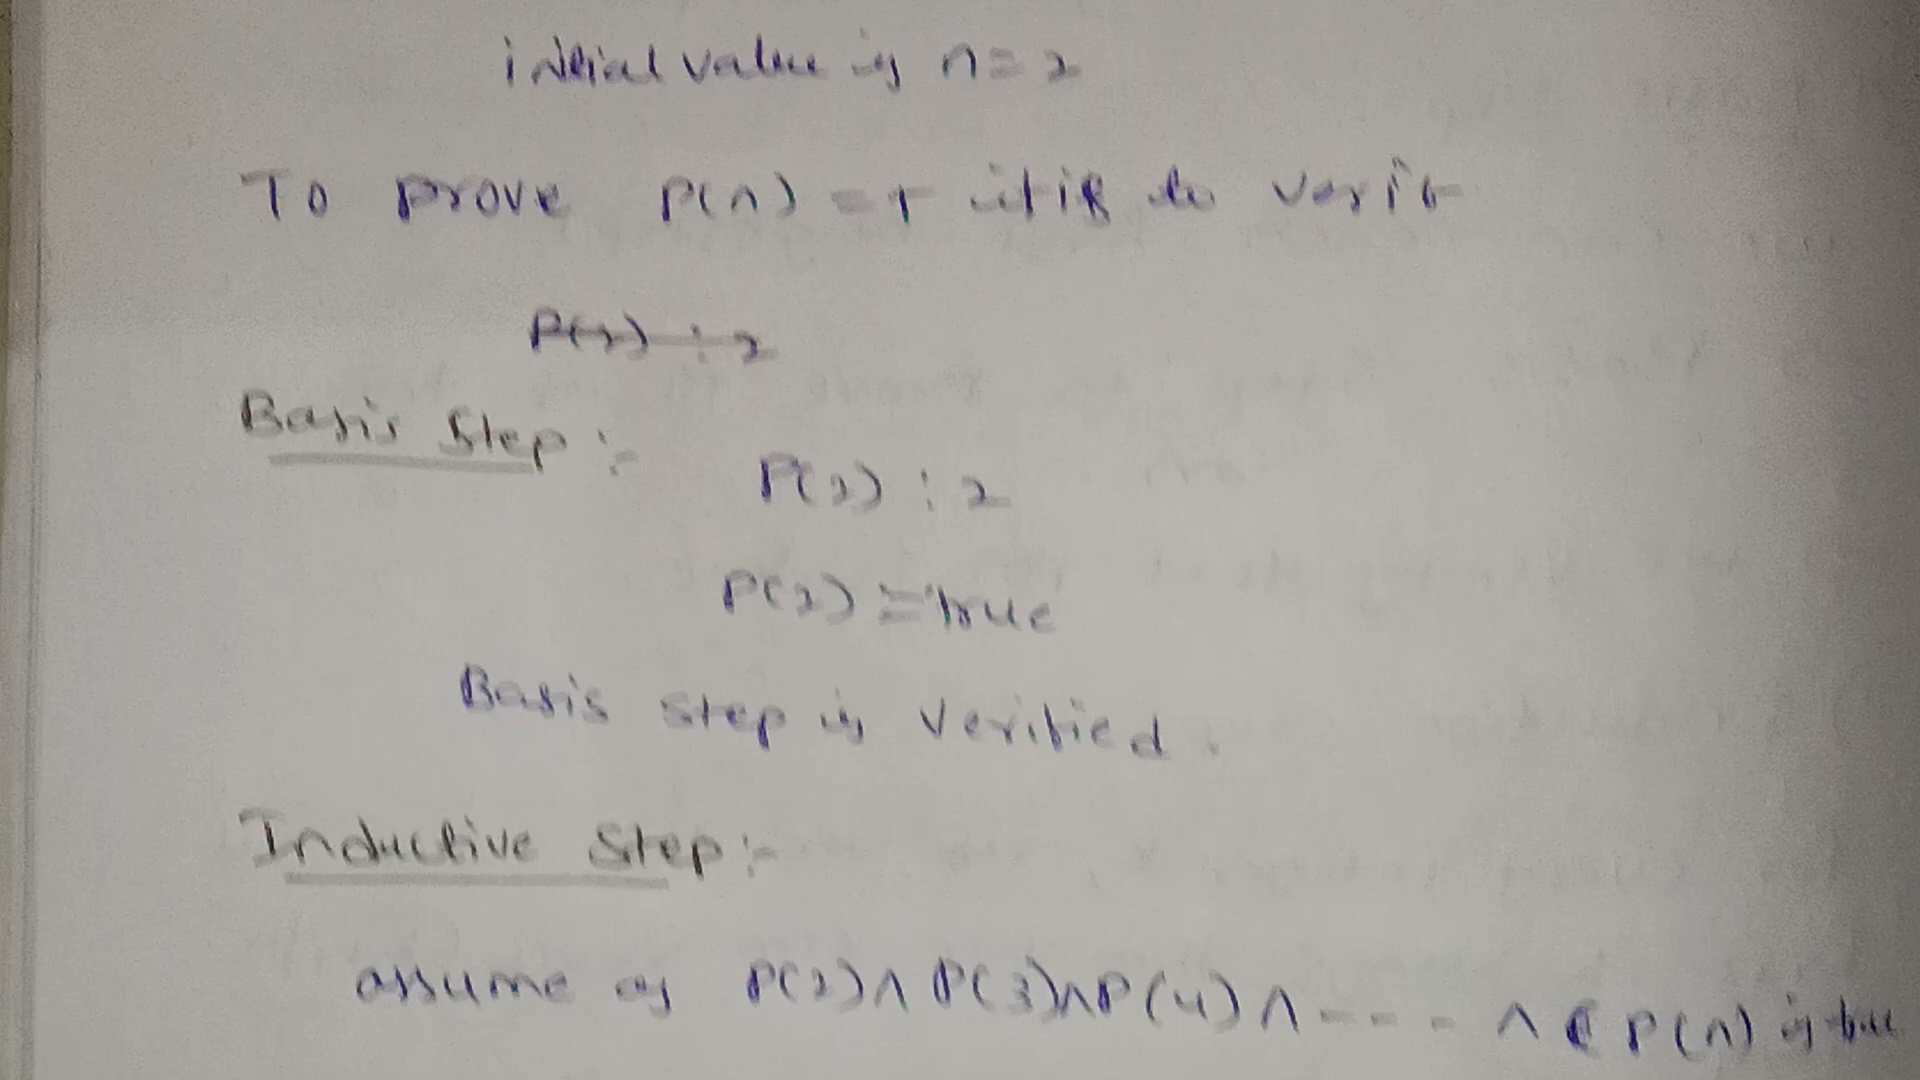 initial value is n=2
To prove P(n) = T it is to verit
P(2) : 2
Basis Step :-
P(2) : 2
P(2) = true
Basis step is verified.
Inductive Step :-
assume as P(2) ∧ P(3) ∧ P(4) ∧ ---- ∧ P(n) is true